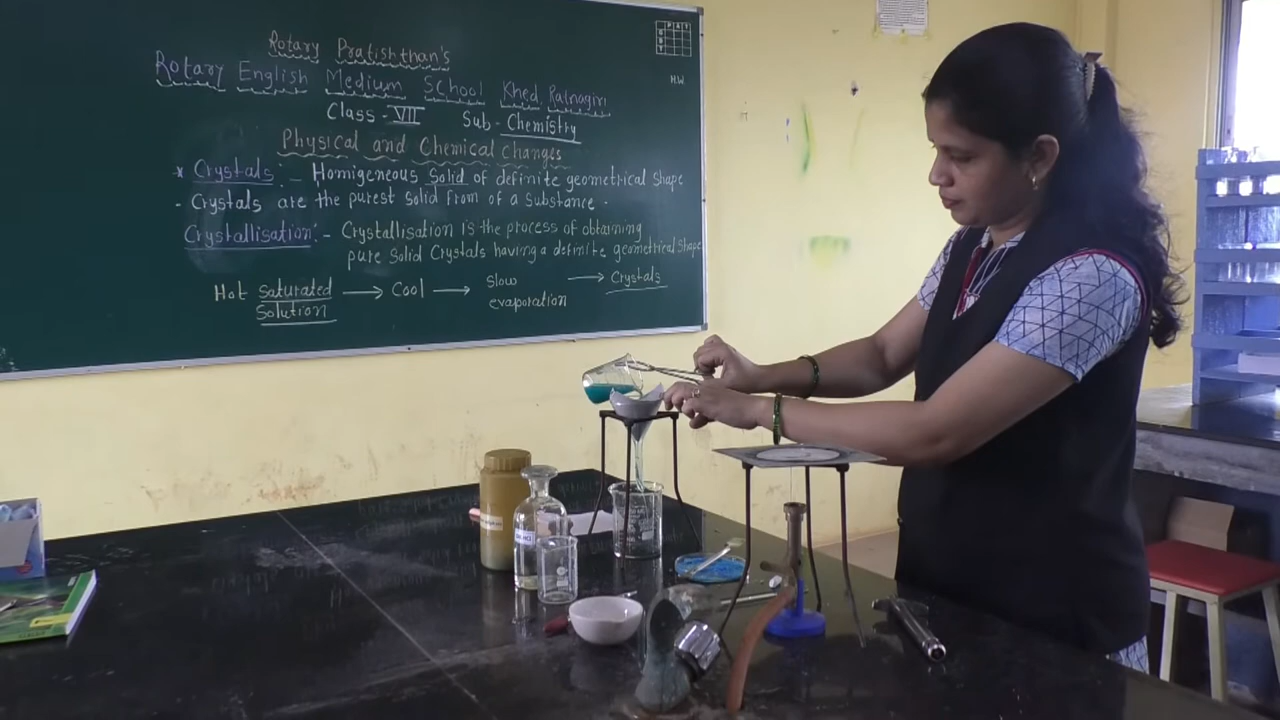 Rotary Pratishthan's
Rotary English Medium School Khed, Ratnagiri
Class - VII Sub - Chemistry
Physical and Chemical changes
* Crystals :- Homigeneous Solid of definite geometrical shape
- Crystals are the purest solid from of a substance.
Crystallisation :- Crystallisation is the process of obtaining
pure solid Crystals having a definite geometrical shape
Hot Saturated Solution → Cool → Slow evaporation → Crystals
H.W.